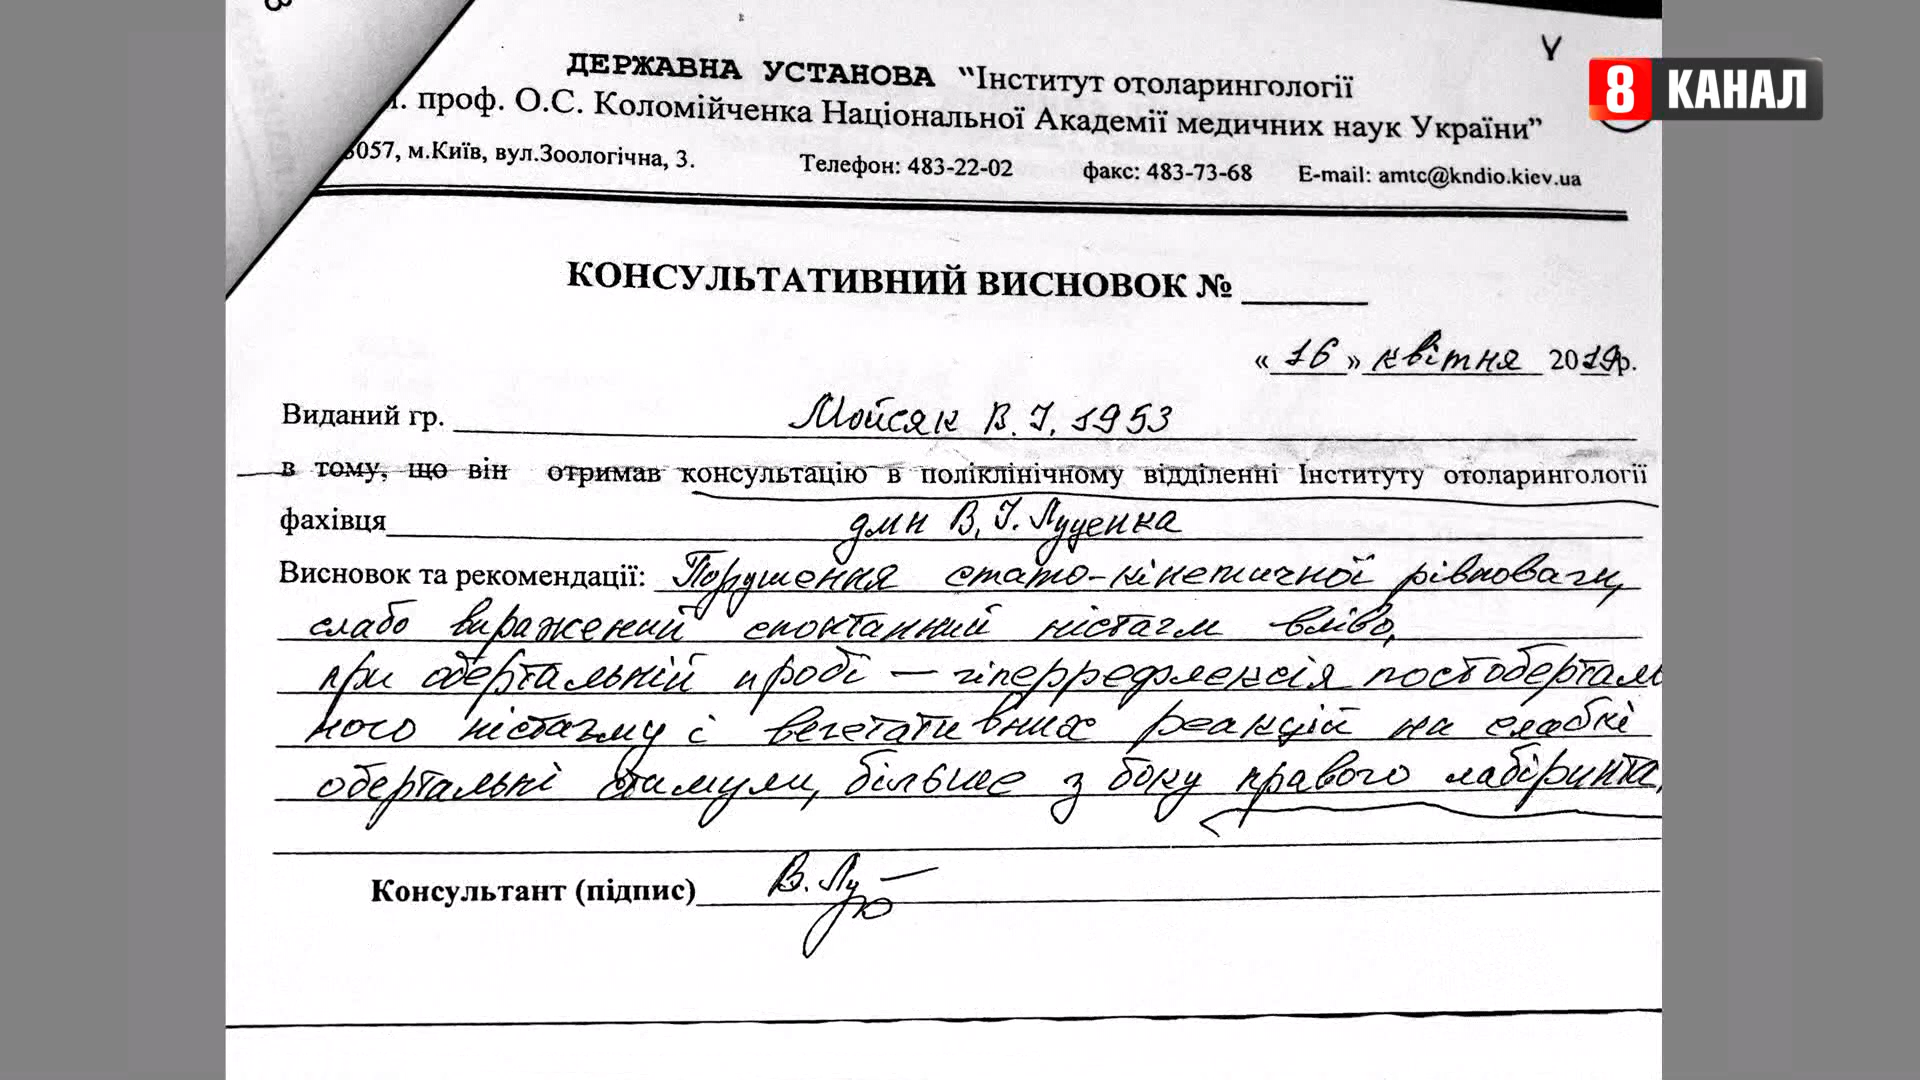 ДЕРЖАВНА УСТАНОВА “Інститут отоларингології
8 КАНАЛ
. проф. О.С. Коломійченка Національної Академії медичних наук України”
3057, м.Київ, вул.Зоологічна, 3. Телефон: 483-22-02 факс: 483-73-68 E-mail: amtc@kndio.kiev.ua
КОНСУЛЬТАТИВНИЙ ВИСНОВОК №
« 16 » квітня 2019р.
Виданий гр. Мойсяк В. І. 1953
в тому, що він отримав консультацію в поліклінічному відділенні Інституту отоларингології
фахівця дмн В. І. Луценка
Висновок та рекомендації: Порушення стато-кінетичної рівноваги,
слабо виражений спонтанний ністагм вліво,
при обертальній пробі — гіперрефлексія постоберталь
ного ністагму і вегетативних реакцій на слабкі
обертальні стимули, більше з боку правого лабіринта,
Консультант (підпис) В. Лу